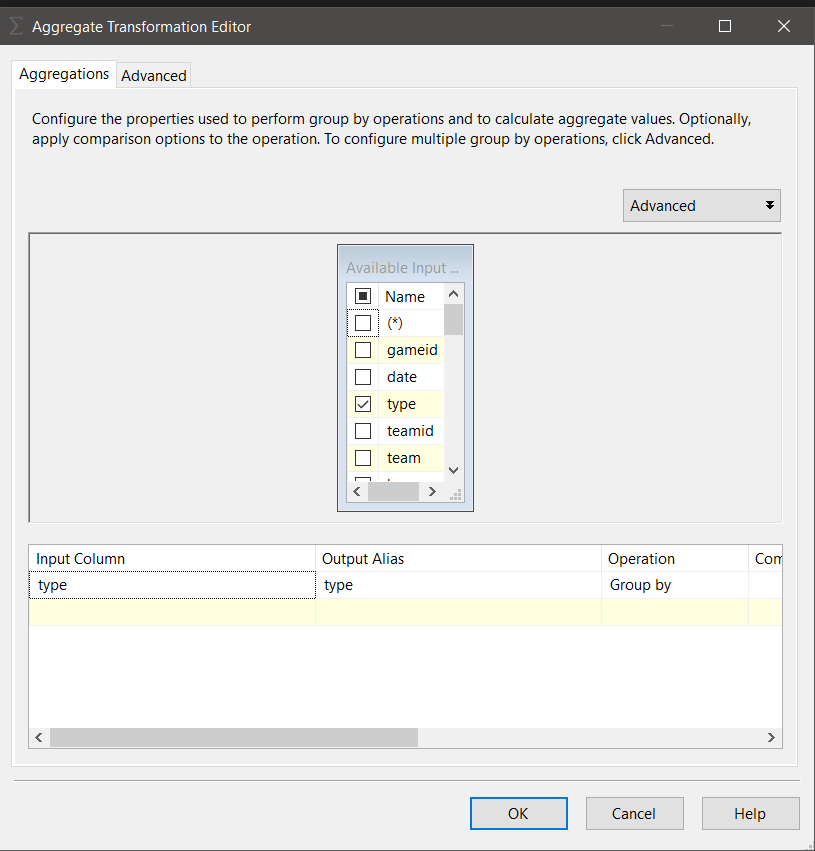 Aggregate Transformation Editor
Aggregations
Advanced
Configure the properties used to perform group by operations and to calculate aggregate values. Optionally,
apply comparison options to the operation. To configure multiple group by operations, click Advanced.
Advanced
Available Input ...
Name
(*)
gameid
date
type
teamid
team
Input Column Output Alias Operation Com
type type Group by
OK Cancel Help